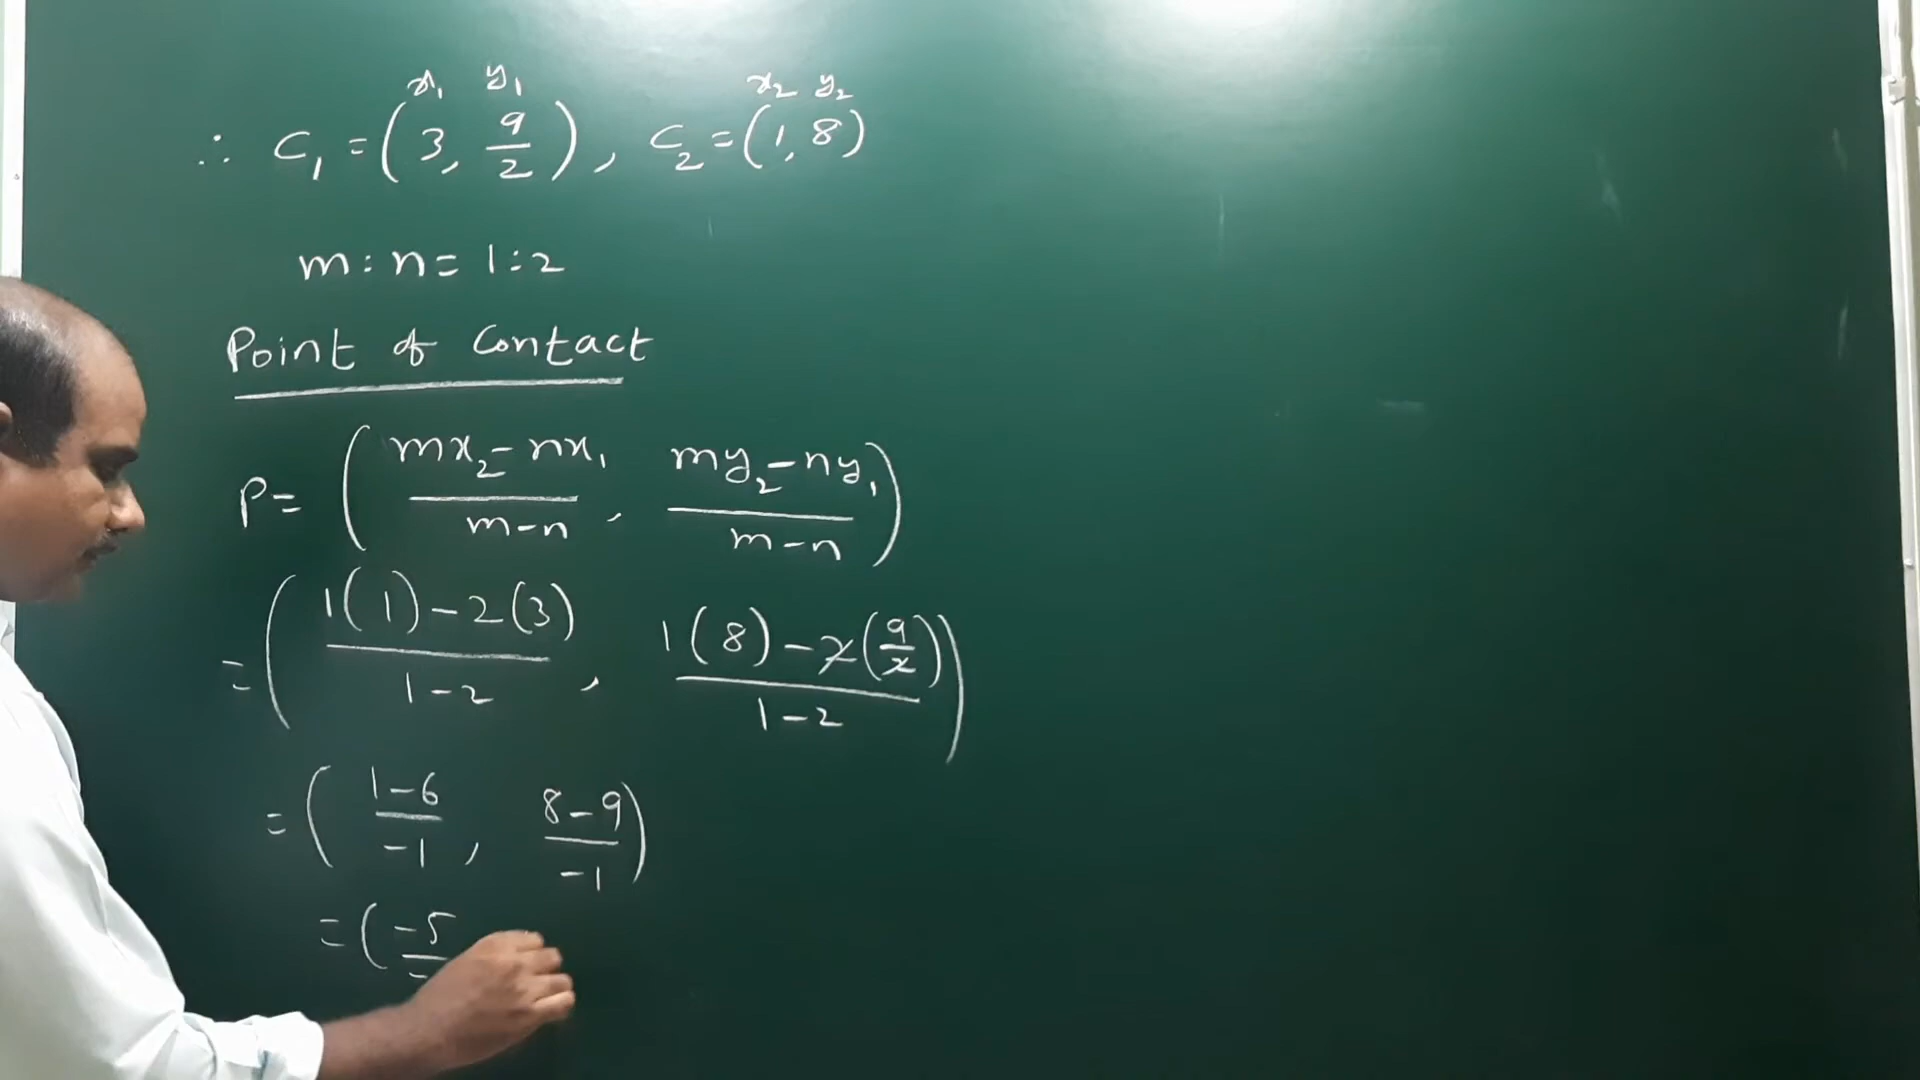 x₁ y₁ x₂ y₂
∴ C₁ = (3, 9/2), C₂ = (1, 8)
m : n = 1 : 2
Point of Contact
P = ( (mx₂ - nx₁)/(m - n), (my₂ - ny₁)/(m - n) )
= ( (1(1) - 2(3))/(1 - 2), (1(8) - 2(9/2))/(1 - 2) )
= ( (1 - 6)/-1, (8 - 9)/-1 )
= ( -5/-